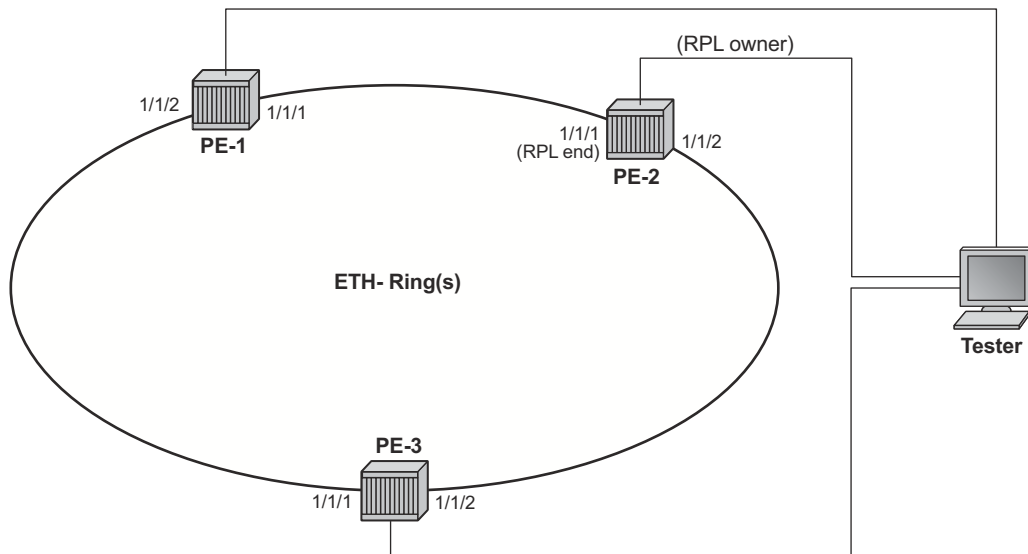 (RPL owner)
1/1/2
1/1/1
PE-1
1/1/1
(RPL end)
1/1/2
PE-2
ETH- Ring(s)
Tester
PE-3
1/1/1
1/1/2